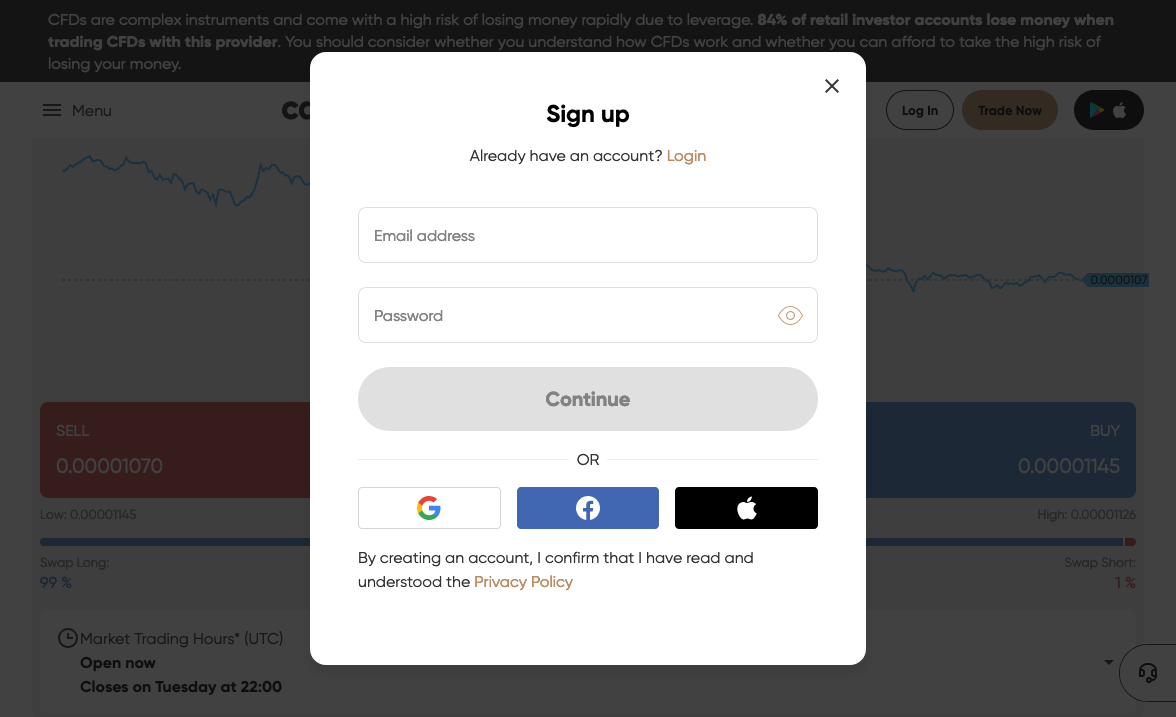 CFDs are complex instruments and come with a high risk of losing money rapidly due to leverage. 84% of retail investor accounts lose money when
trading CFDs with this provider. You should consider whether you understand how CFDs work and whether you can afford to take the high risk of
losing your money.
Menu
Log In
Trade Now
Sign up
Already have an account? Login
Email address
Password
Continue
OR
By creating an account, I confirm that I have read and
understood the Privacy Policy
0.0000107
SELL
0.00001070
BUY
0.00001145
Low: 0.00001145
High: 0.00001126
Swap Long:
99 %
Swap Short:
1 %
Market Trading Hours* (UTC)
Open now
Closes on Tuesday at 22:00